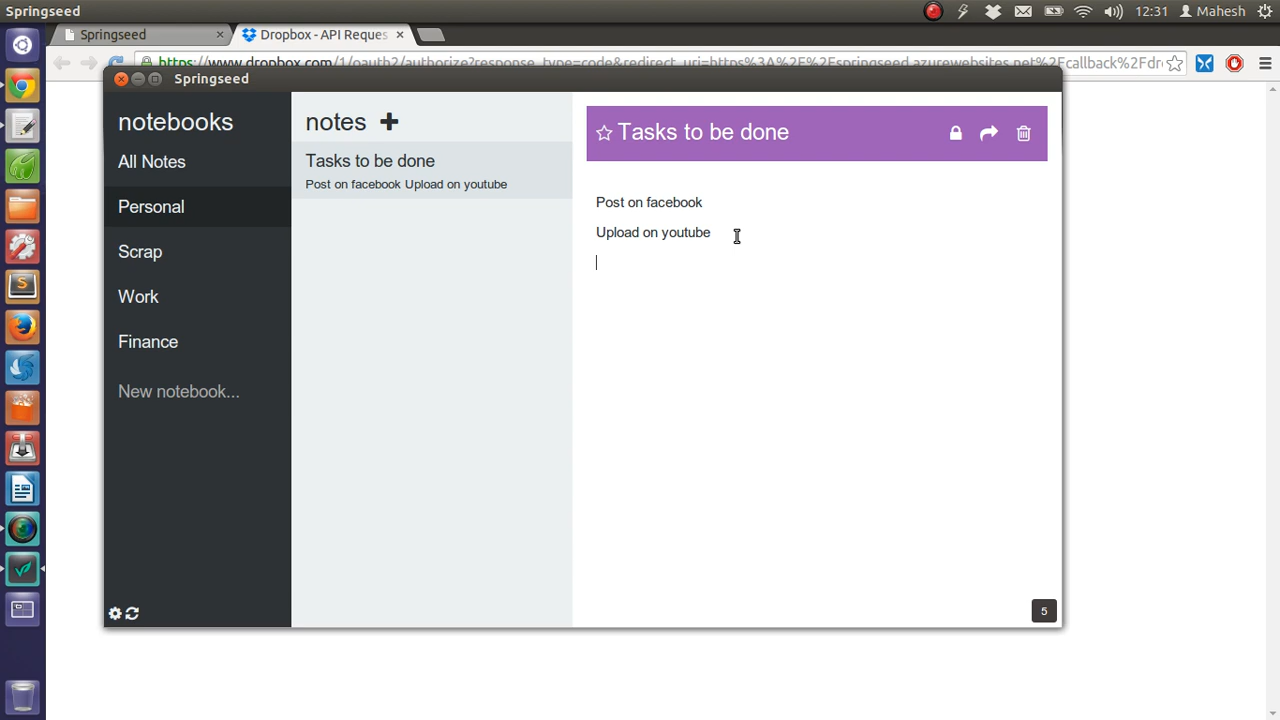 Springseed
12:31
Mahesh
Springseed
Dropbox - API Reques
https://www.dropbox.com/1/oauth2/authorize?response_type=code&redirect_uri=https%3A%2F%2Fspringseed.azurewebsites.net%2Fcallback%2Fdr
Springseed
notebooks
All Notes
Personal
Scrap
Work
Finance
New notebook...
notes
Tasks to be done
Post on facebook Upload on youtube
Tasks to be done
Post on facebook
Upload on youtube
5